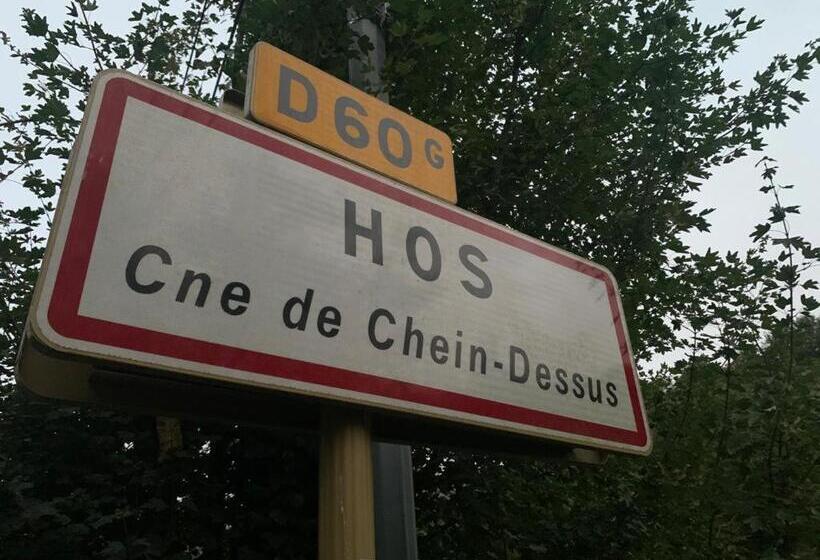 D60G
HOS
Cne de Chein-Dessus